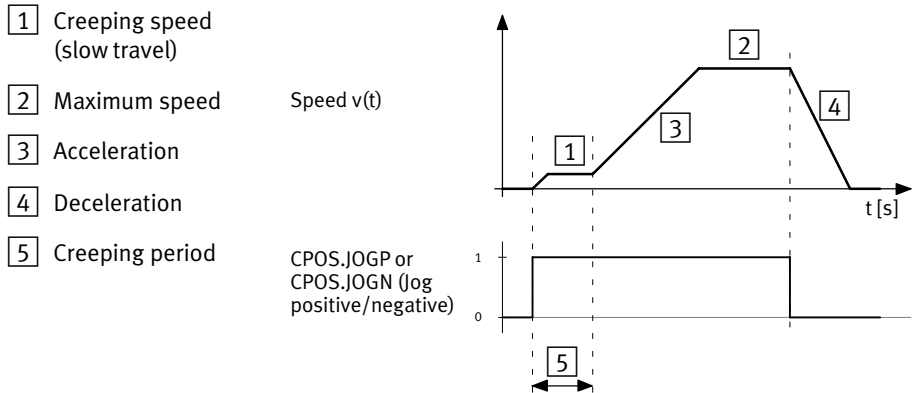 1 Creeping speed
(slow travel)
2 Maximum speed
3 Acceleration
4 Deceleration
5 Creeping period
Speed v(t)
1
2
3
4
t [s]
CPOS.JOGP or
CPOS.JOGN (Jog
positive/negative)
1
0
5